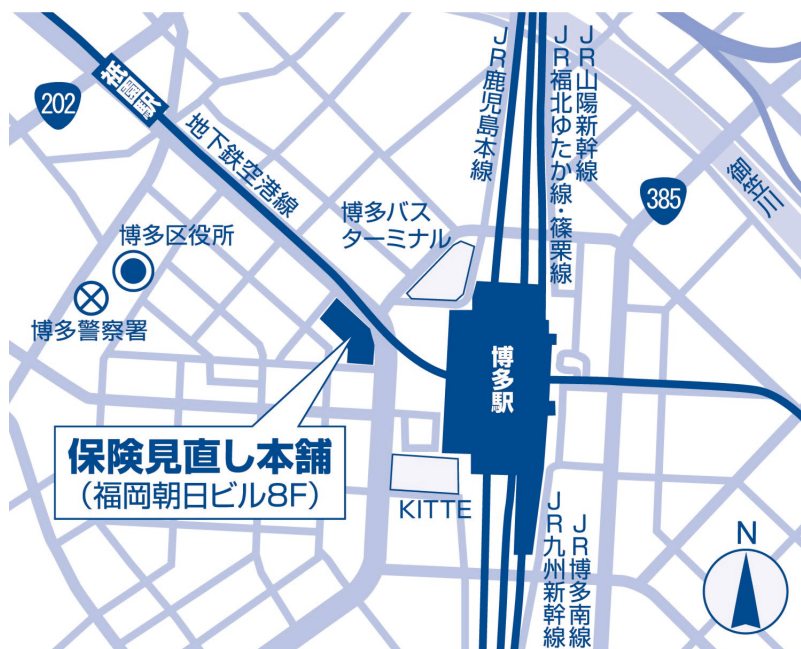 202
祇園駅
地下鉄空港線
JR鹿児島本線
JR福北ゆたか線・篠栗線
JR山陽新幹線
385
御笠川
博多バス
ターミナル
博多区役所
博多警察署
博多駅
保険見直し本舗
(福岡朝日ビル8F)
KITTE
JR九州新幹線
JR博多南線
N